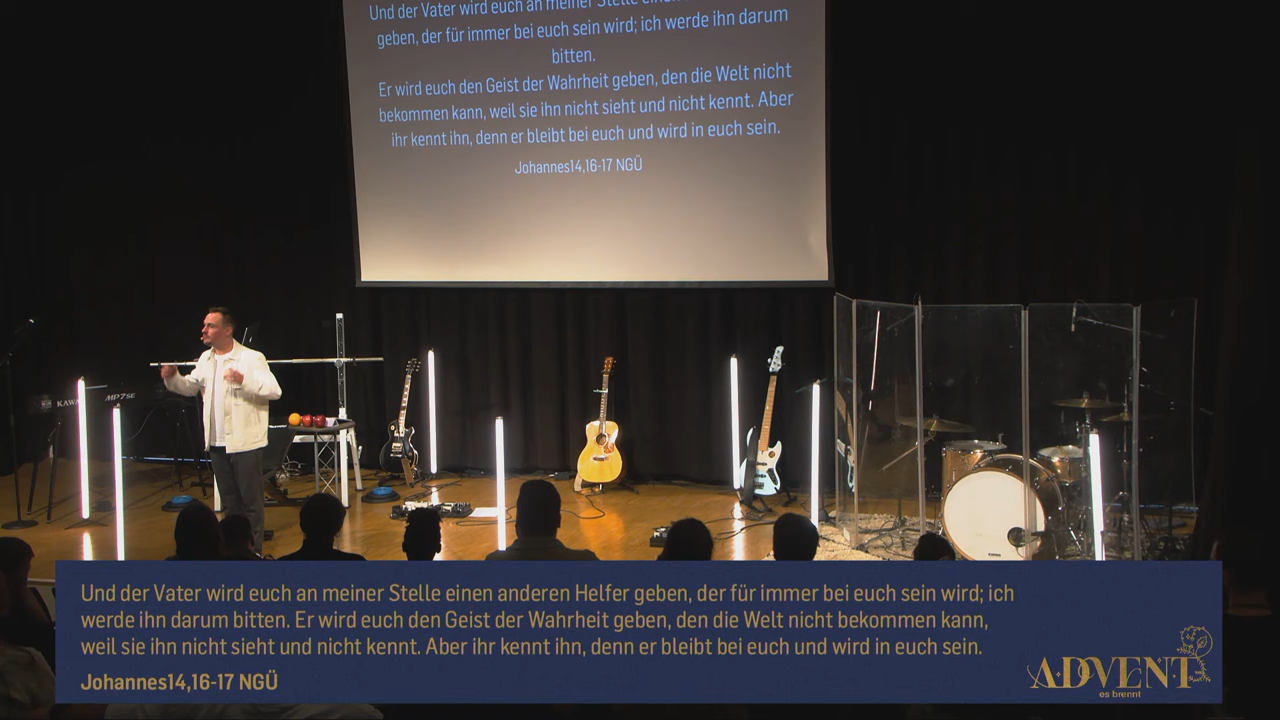 Und der Vater wird euch an meiner Stelle
geben, der für immer bei euch sein wird; ich werde ihn darum
bitten.
Er wird euch den Geist der Wahrheit geben, den die Welt nicht
bekommen kann, weil sie ihn nicht sieht und nicht kennt. Aber
ihr kennt ihn, denn er bleibt bei euch und wird in euch sein.
Johannes14,16-17 NGÜ
KAWA
MP7SE
Und der Vater wird euch an meiner Stelle einen anderen Helfer geben, der für immer bei euch sein wird; ich
werde ihn darum bitten. Er wird euch den Geist der Wahrheit geben, den die Welt nicht bekommen kann,
weil sie ihn nicht sieht und nicht kennt. Aber ihr kennt ihn, denn er bleibt bei euch und wird in euch sein.
Johannes14,16-17 NGÜ
ADVENT
es brennt